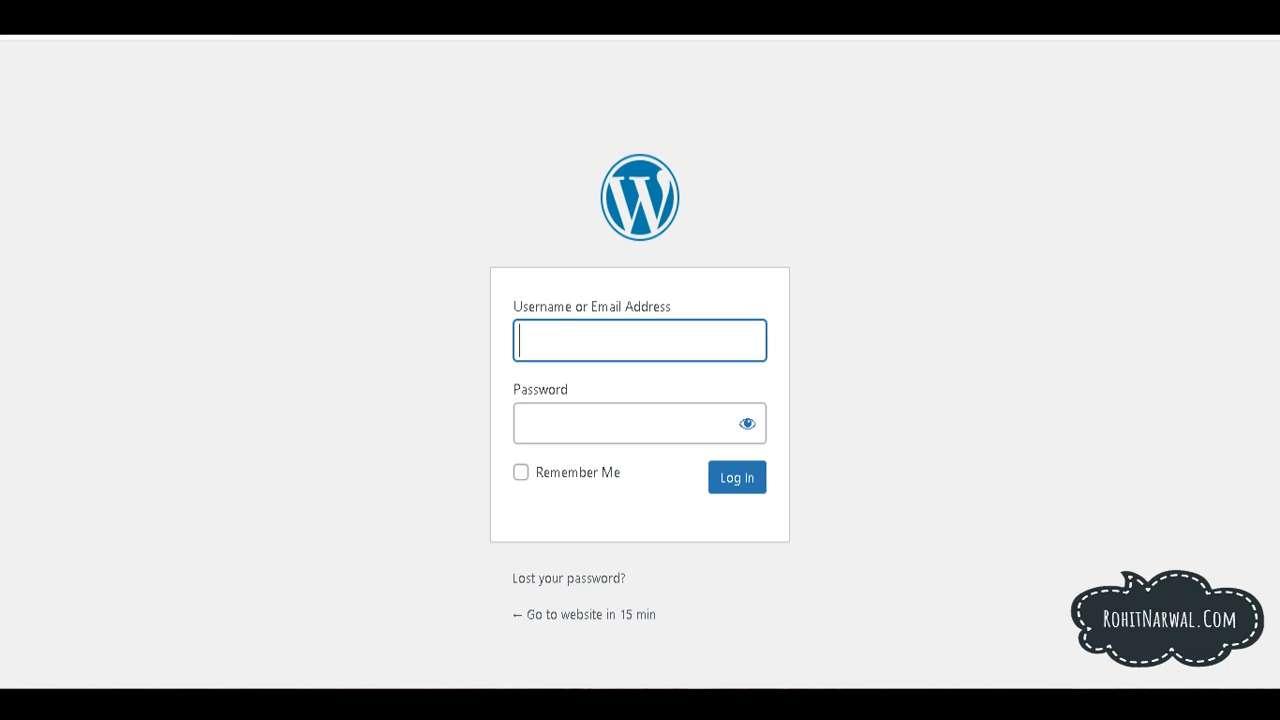 Username or Email Address
Password
Remember Me
Log In
Lost your password?
← Go to website in 15 min
RohitNarwal.Com